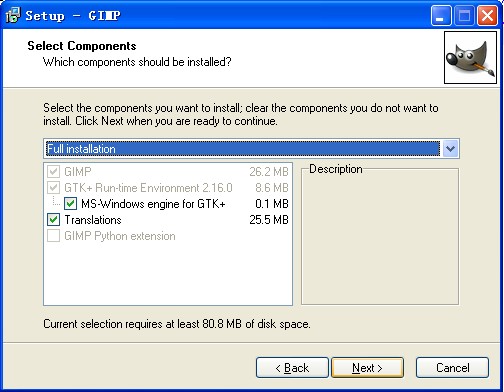 Setup - GIMP
Select Components
Which components should be installed?
Select the components you want to install; clear the components you do not want to
install. Click Next when you are ready to continue.
Full installation
GIMP 26.2 MB
GTK+ Run-time Environment 2.16.0 8.6 MB
MS-Windows engine for GTK+ 0.1 MB
Translations 25.5 MB
GIMP Python extension
Description
Current selection requires at least 80.8 MB of disk space.
< Back
Next >
Cancel